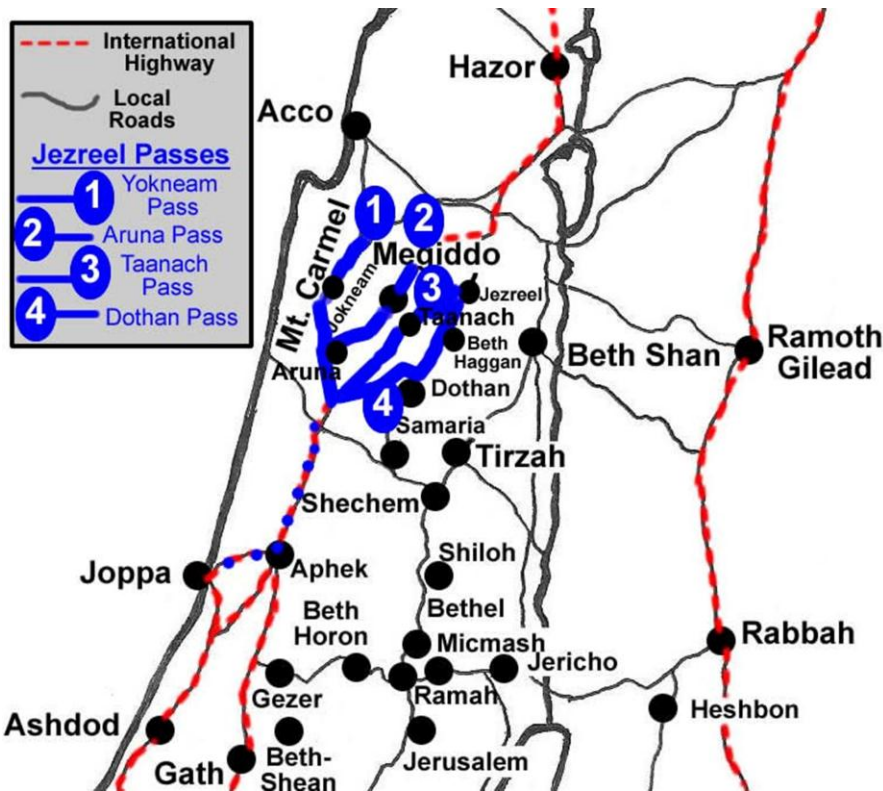 International
Highway
Local
Roads
Jezreel Passes
1 Yokneam
Pass
2 Aruna Pass
3 Taanach
Pass
4 Dothan Pass
Hazor
Acco
1
2
Mt. Carmel
Megiddo
Jokneam
3
Jezreel
Taanach
Beth
Haggan
Beth Shan
Ramoth
Gilead
Aruna
Dothan
4
Samaria
Tirzah
Shechem
Aphek
Shiloh
Joppa
Beth
Horon
Bethel
Micmash
Rabbah
Jericho
Gezer
Ramah
Heshbon
Ashdod
Gath
Beth-
Shean
Jerusalem